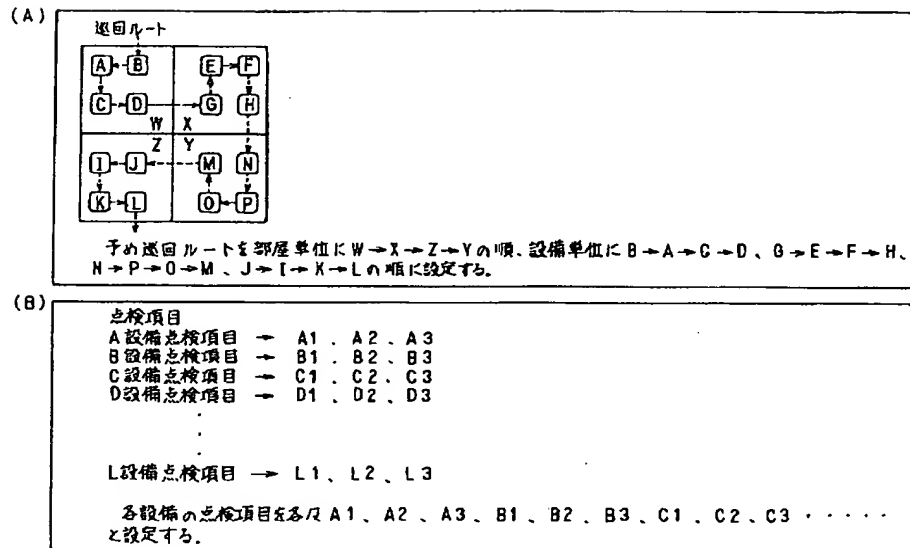 (A)
巡回ルート
A B E F
C D G H
W X
Z Y
I J M N
K L O P
予め巡回ルートを部屋単位にW→X→Z→Yの順、設備単位にB→A→C→D、G→E→F→H、
N→P→O→M、J→I→K→Lの順に設定する。
(B)
点検項目
A設備点検項目 → A1、A2、A3
B設備点検項目 → B1、B2、B3
C設備点検項目 → C1、C2、C3
D設備点検項目 → D1、D2、D3
L設備点検項目 → L1、L2、L3
各設備の点検項目を各々A1、A2、A3、B1、B2、B3、C1、C2、C3・・・・・
と設定する。